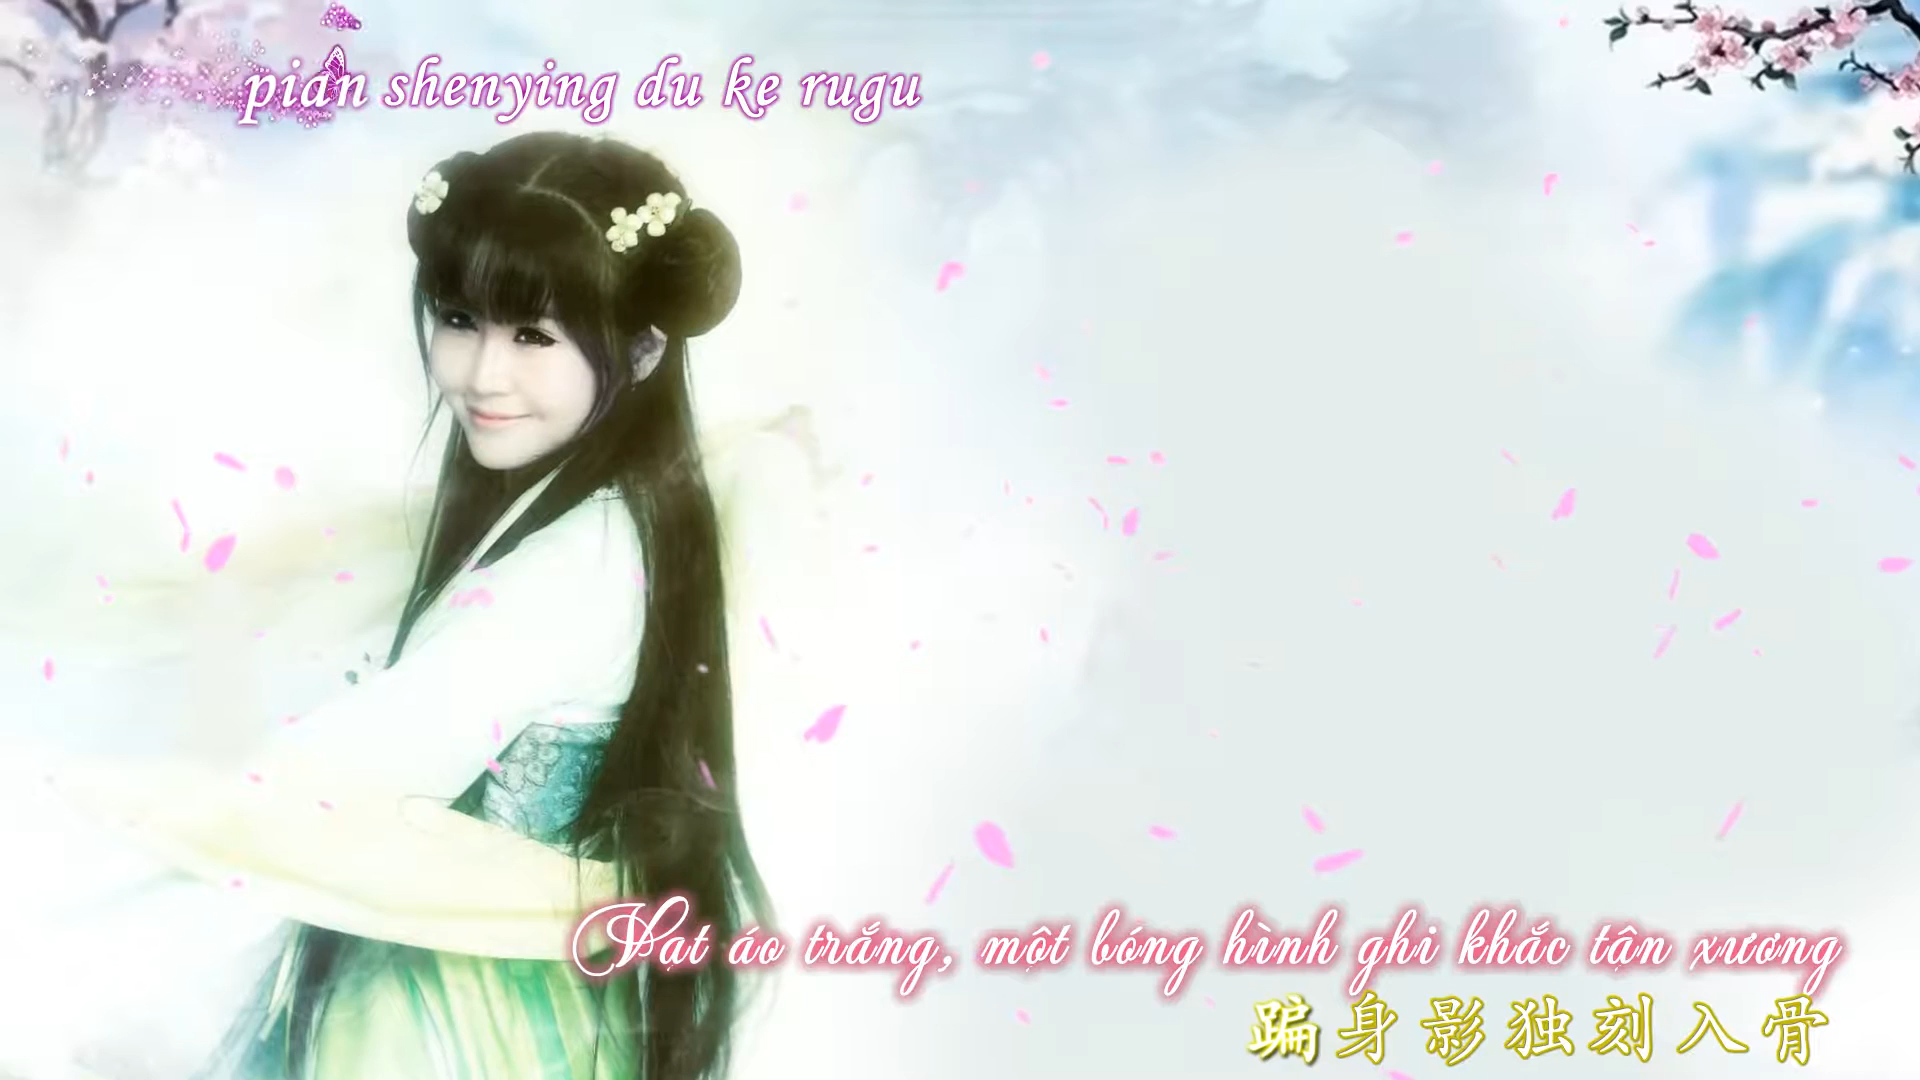 pian shenying du ke rugu
Vạt áo trắng, một bóng hình ghi khắc tận xương
蹁身影独刻入骨